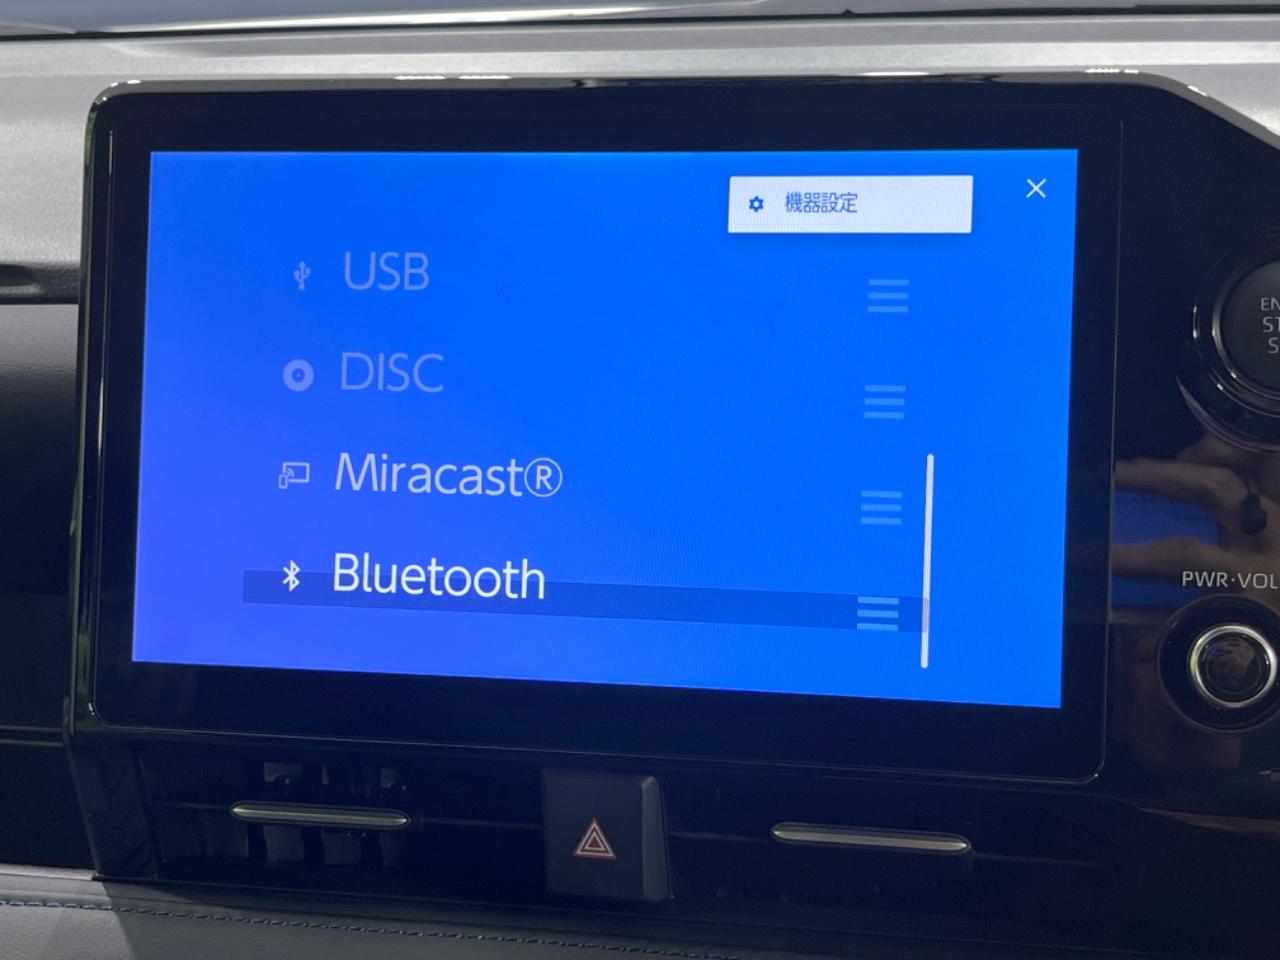 機器設定
USB
DISC
Miracast®
Bluetooth
PWR·VOL